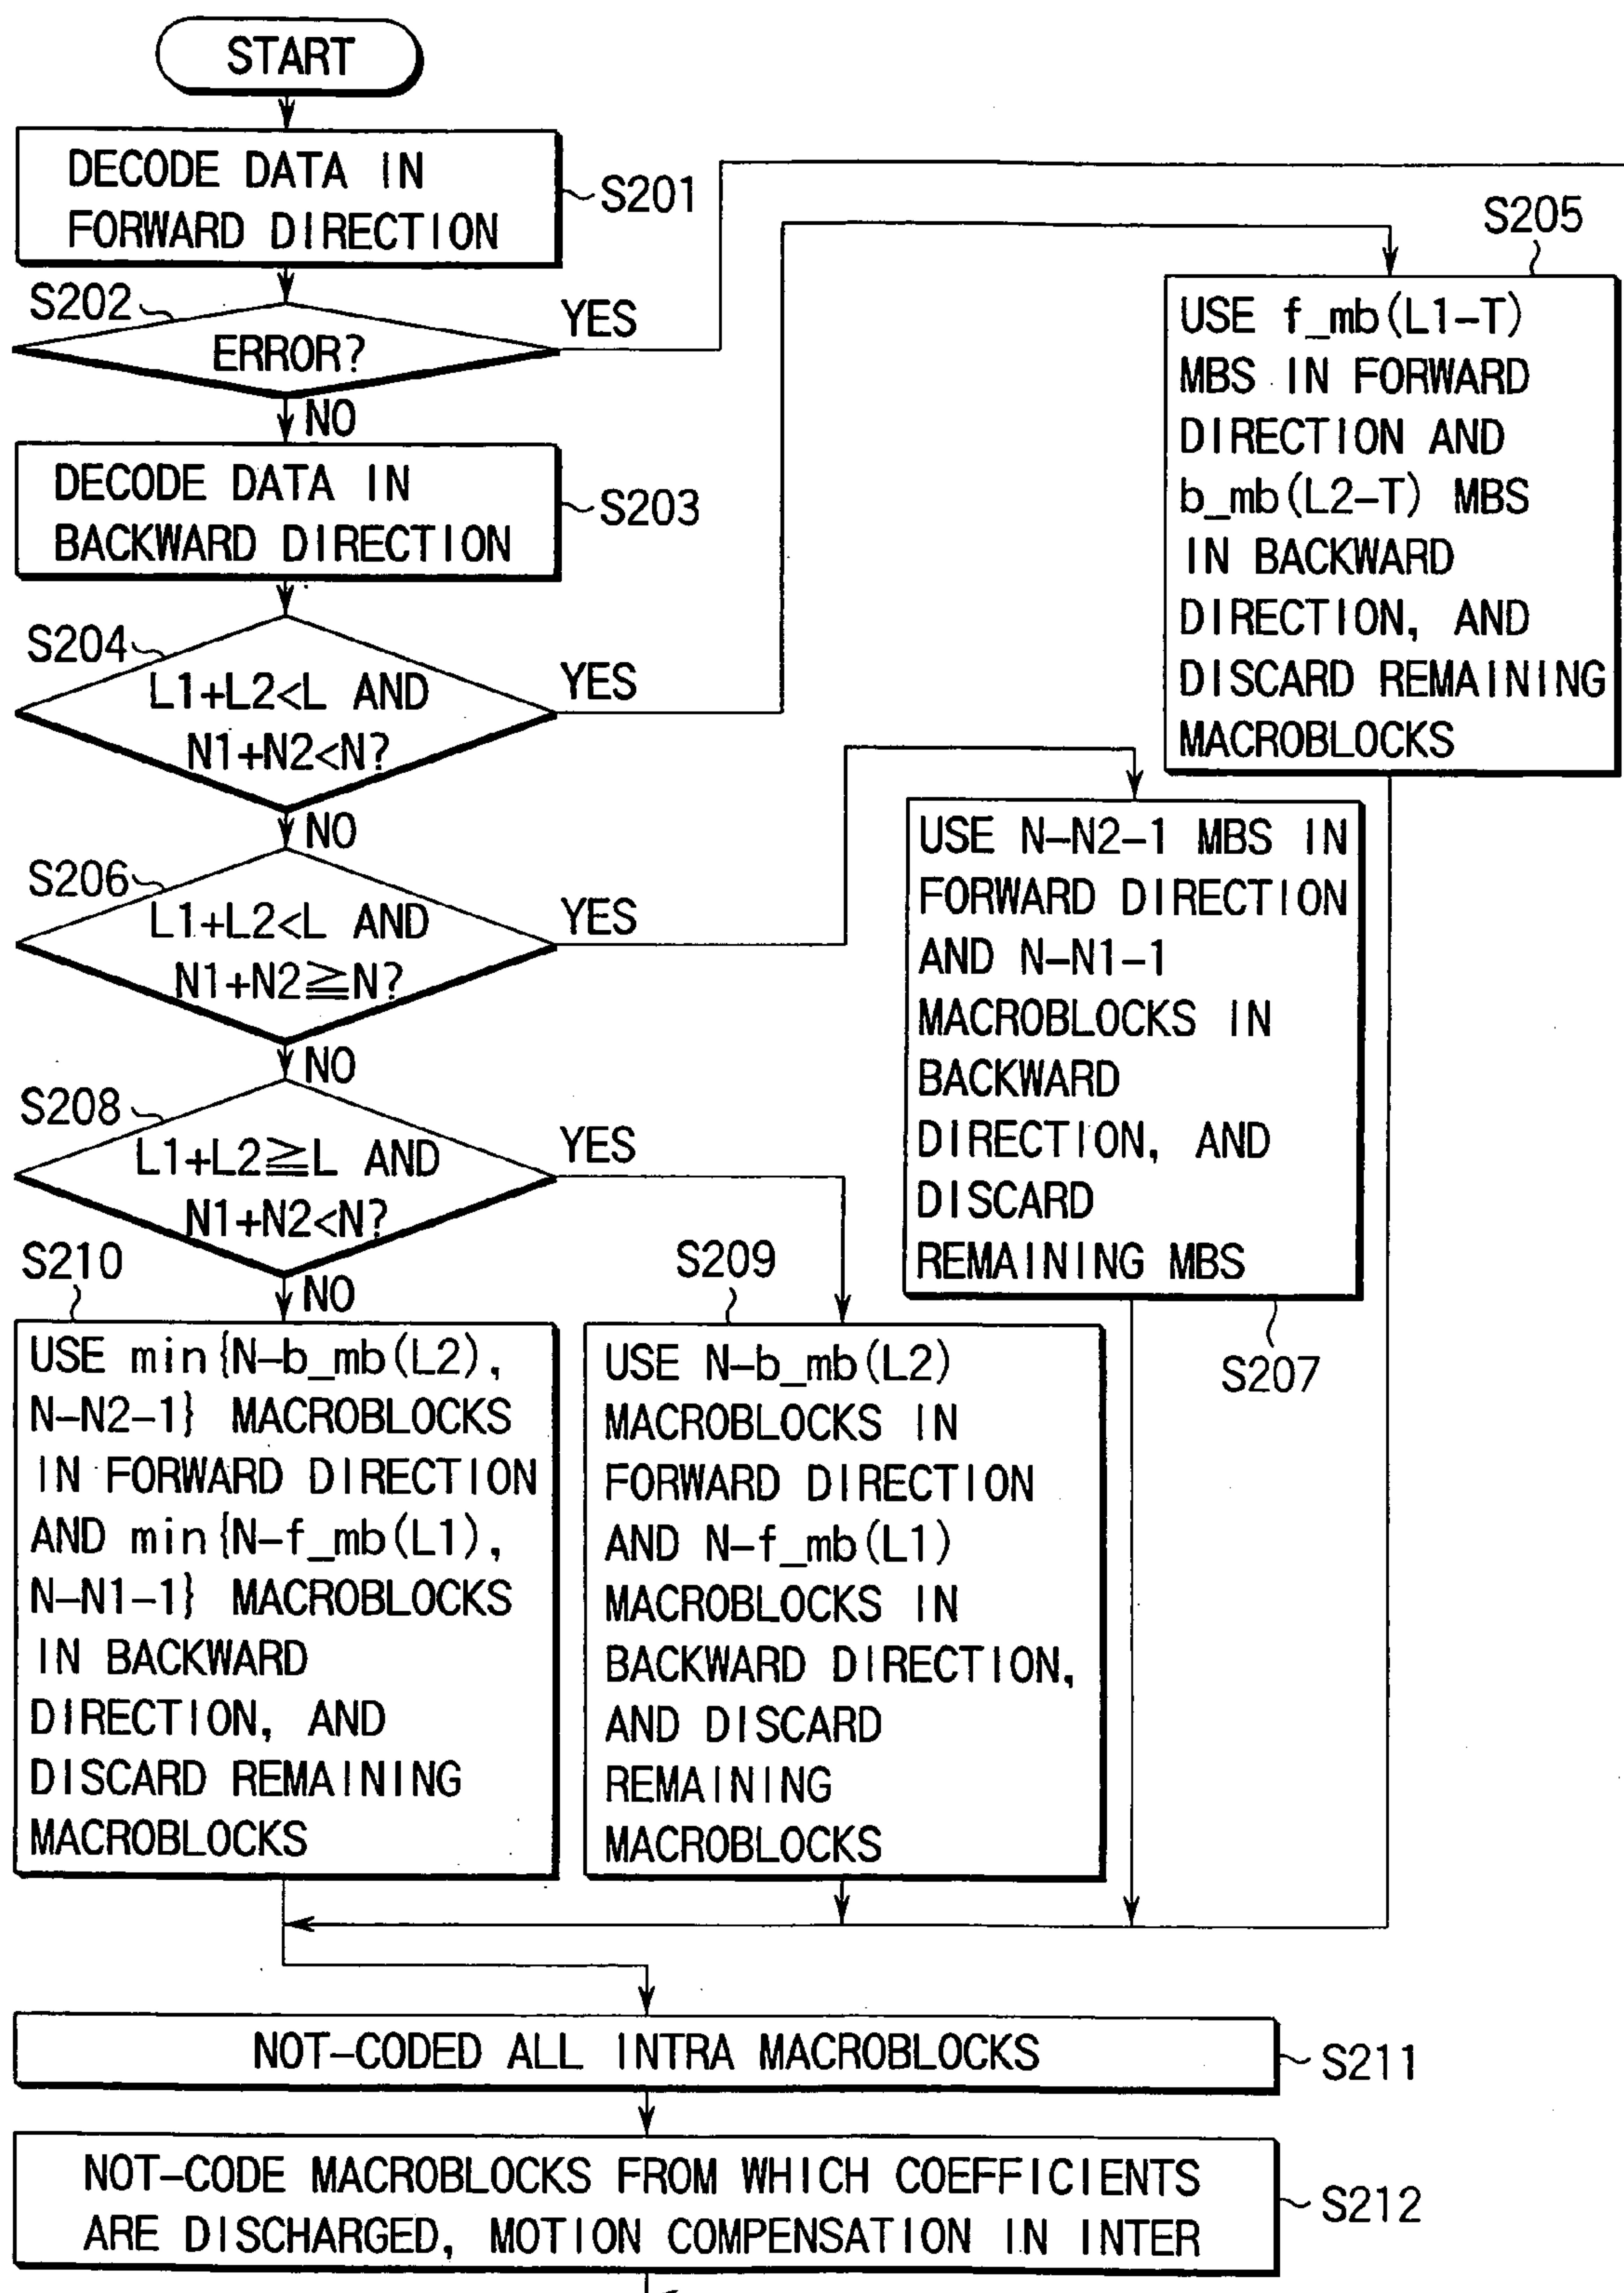 START
DECODE DATA IN
FORWARD DIRECTION
S201
S202
ERROR?
YES
NO
DECODE DATA IN
BACKWARD DIRECTION
S203
S204
L1+L2<L AND
N1+N2<N?
YES
NO
S205
USE f_mb(L1-T)
MBS IN FORWARD
DIRECTION AND
b_mb(L2-T) MBS
IN BACKWARD
DIRECTION, AND
DISCARD REMAINING
MACROBLOCKS
S206
L1+L2<L AND
N1+N2≧N?
YES
NO
USE N-N2-1 MBS IN
FORWARD DIRECTION
AND N-N1-1
MACROBLOCKS IN
BACKWARD
DIRECTION, AND
DISCARD
REMAINING MBS
S207
S208
L1+L2≧L AND
N1+N2<N?
YES
NO
S210
USE min{N-b_mb(L2),
N-N2-1} MACROBLOCKS
IN FORWARD DIRECTION
AND min{N-f_mb(L1),
N-N1-1} MACROBLOCKS
IN BACKWARD
DIRECTION, AND
DISCARD REMAINING
MACROBLOCKS
S209
USE N-b_mb(L2)
MACROBLOCKS IN
FORWARD DIRECTION
AND N-f_mb(L1)
MACROBLOCKS IN
BACKWARD DIRECTION,
AND DISCARD
REMAINING
MACROBLOCKS
NOT-CODED ALL INTRA MACROBLOCKS
S211
NOT-CODE MACROBLOCKS FROM WHICH COEFFICIENTS
ARE DISCHARGED, MOTION COMPENSATION IN INTER
S212